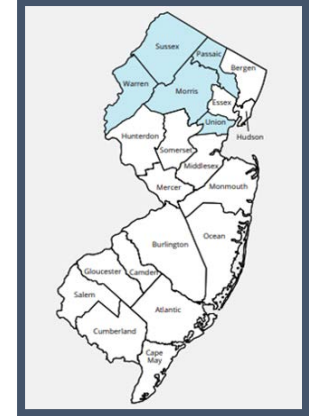 Sussex
Passaic
Bergen
Warren
Morris
Essex
Union
Hudson
Hunterdon
Somerset
Middlesex
Mercer
Monmouth
Ocean
Burlington
Gloucester
Camden
Salem
Atlantic
Cumberland
Cape
May